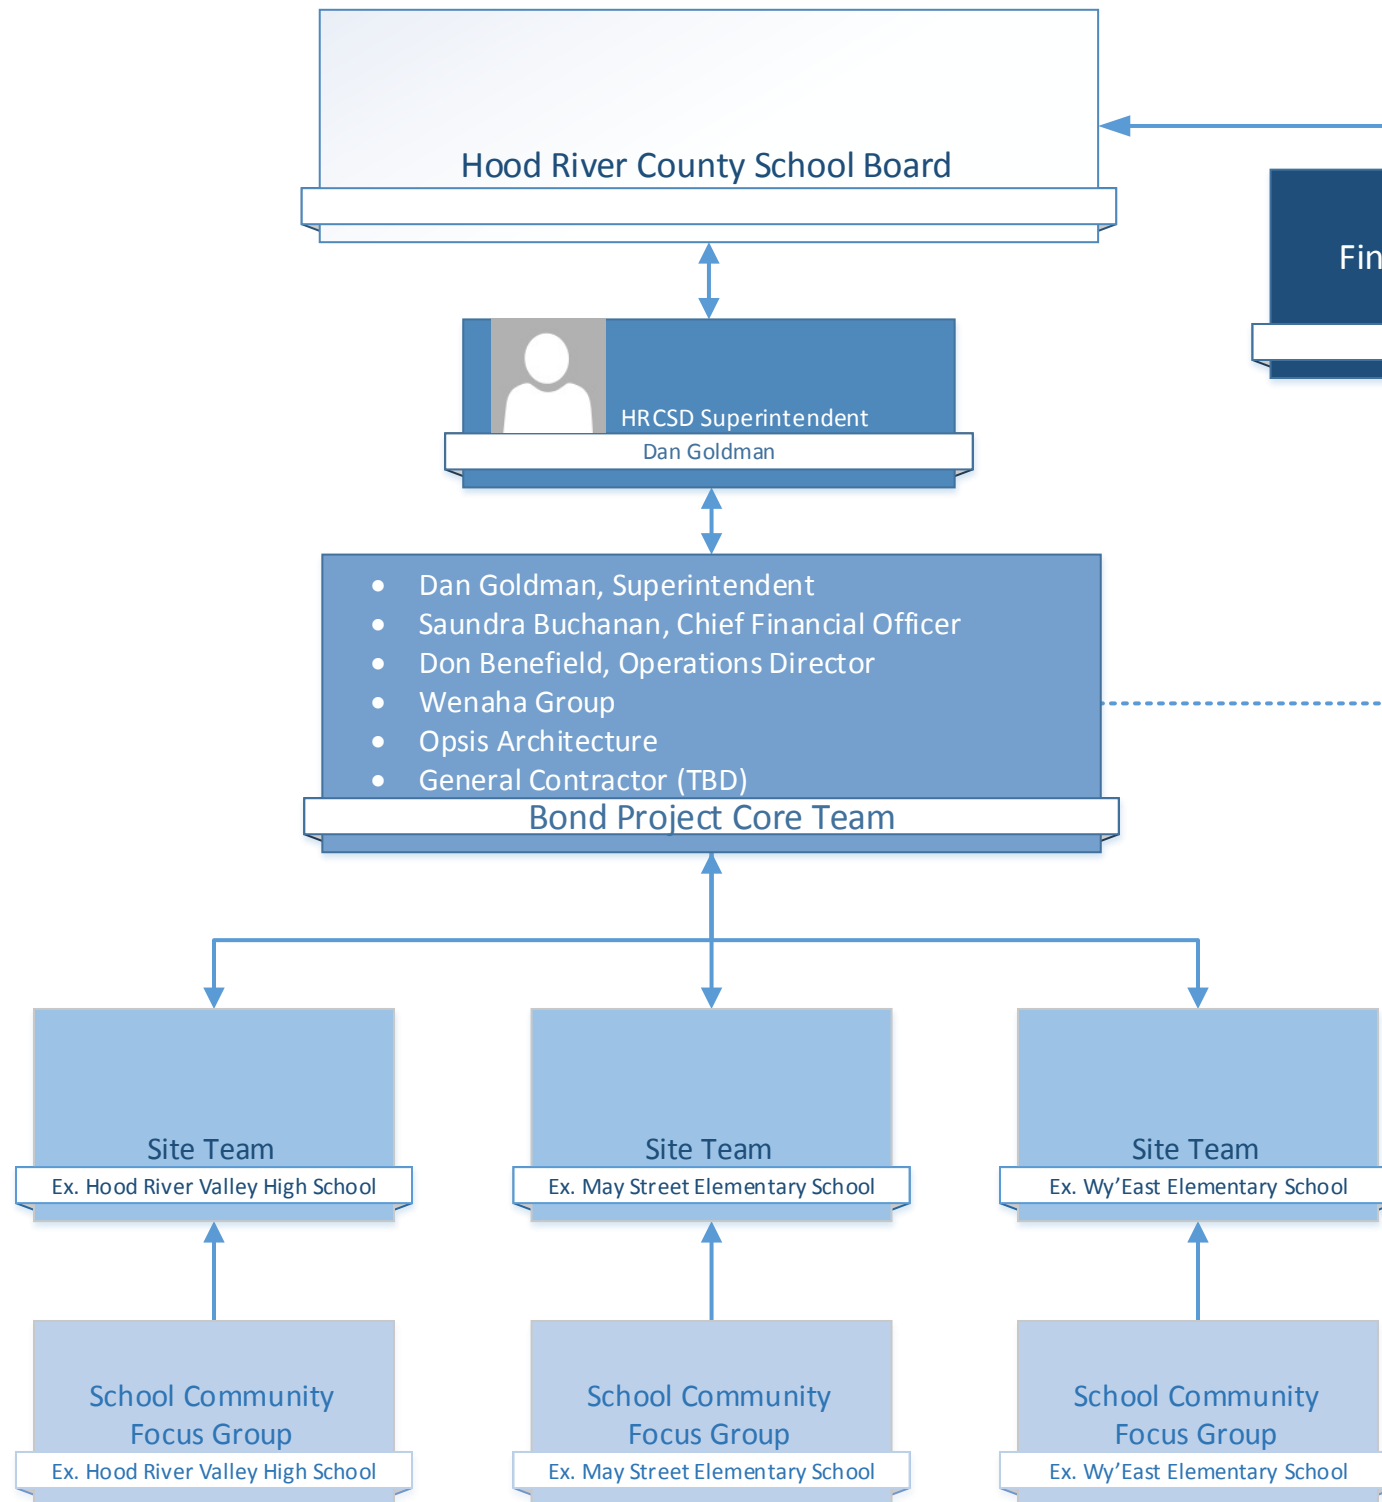 Hood River County School Board
HRCSD Superintendent
Dan Goldman
• Dan Goldman, Superintendent
• Saundra Buchanan, Chief Financial Officer
• Don Benefield, Operations Director
• Wenaha Group
• Opsis Architecture
• General Contractor (TBD)
Bond Project Core Team
Site Team
Ex. Hood River Valley High School
Site Team
Ex. May Street Elementary School
Site Team
Ex. Wy’East Elementary School
School Community
Focus Group
Ex. Hood River Valley High School
School Community
Focus Group
Ex. May Street Elementary School
School Community
Focus Group
Ex. Wy’East Elementary School